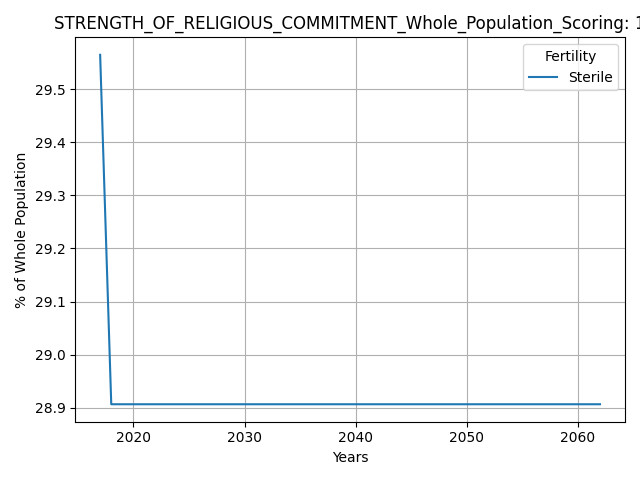 STRENGTH_OF_RELIGIOUS_COMMITMENT_Whole_Population_Scoring: 1
Fertility
Sterile
29.5
29.4
29.3
29.2
29.1
29.0
28.9
% of Whole Population
2020
2030
2040
2050
2060
Years